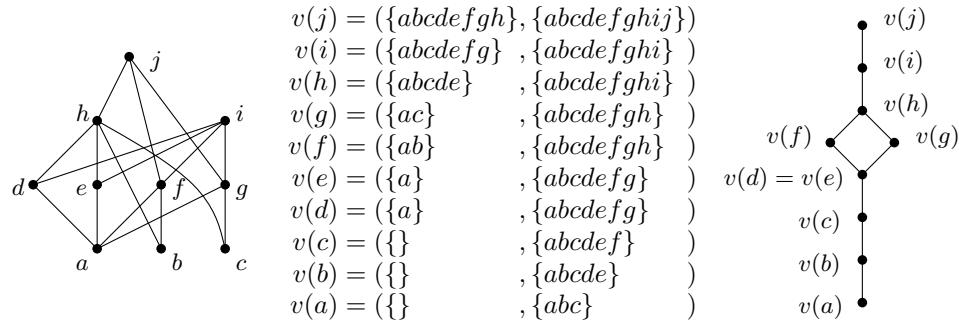 j
h
i
d
e
f
g
a
b
c
v(j) = ({abcdefgh}, {abcdefghij})
v(i) = ({abcdefg} , {abcdefghi} )
v(h) = ({abcde} , {abcdefghi} )
v(g) = ({ac} , {abcdefgh} )
v(f) = ({ab} , {abcdefgh} )
v(e) = ({a} , {abcdefg} )
v(d) = ({a} , {abcdefg} )
v(c) = ({} , {abcdef} )
v(b) = ({} , {abcde} )
v(a) = ({} , {abc} )
v(j)
v(i)
v(h)
v(f) v(g)
v(d) = v(e)
v(c)
v(b)
v(a)